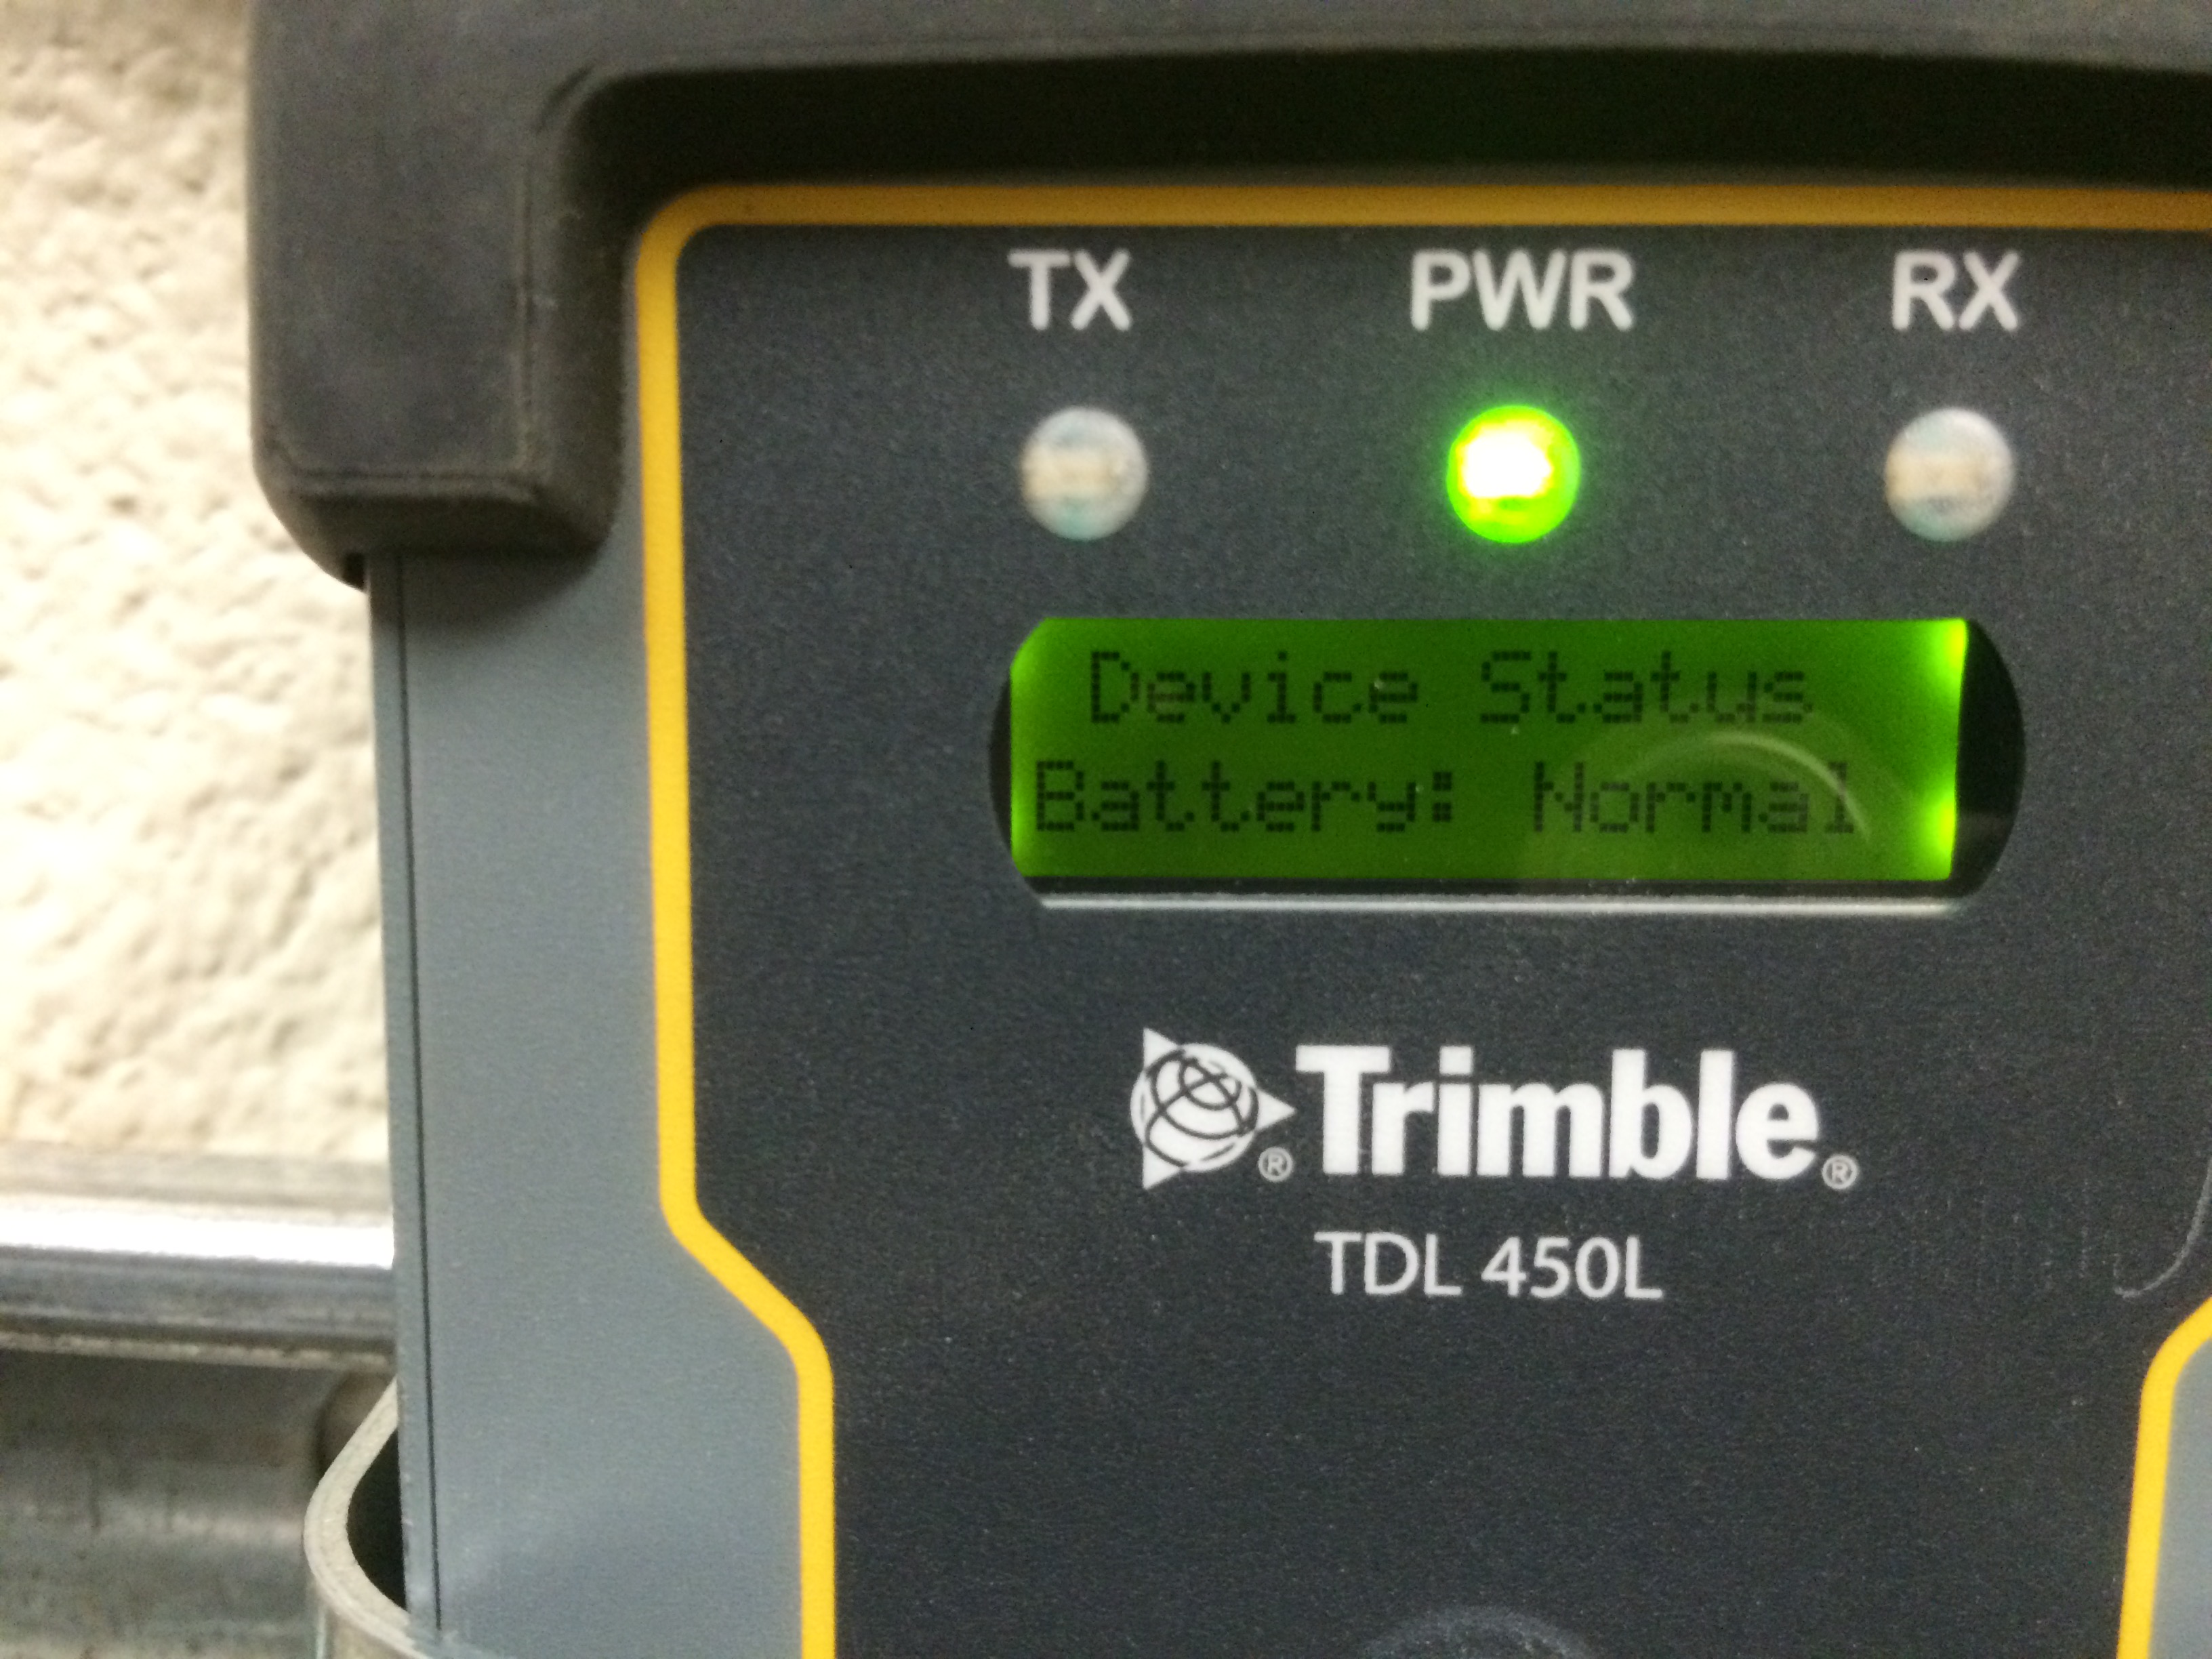 TX PWR RX
Device Status
Battery: Normal
® Trimble®
TDL 450L